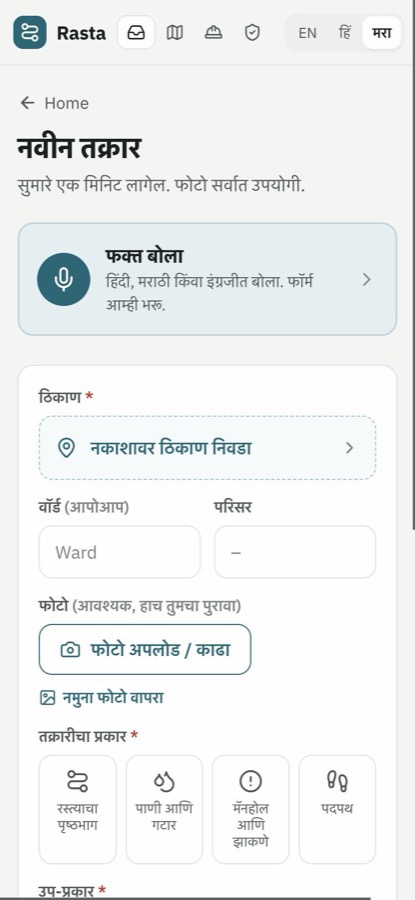 Rasta EN हिं मरा
Home
नवीन तक्रार
सुमारे एक मिनिट लागेल. फोटो सर्वात उपयोगी.
फक्त बोला
हिंदी, मराठी किंवा इंग्रजीत बोला. फॉर्म
आम्ही भरू.
ठिकाण *
नकाशावर ठिकाण निवडा
वॉर्ड (आपोआप) परिसर
Ward –
फोटो (आवश्यक, हाच तुमचा पुरावा)
फोटो अपलोड / काढा
नमुना फोटो वापरा
तक्रारीचा प्रकार *
रस्त्याचा
पृष्ठभाग
पाणी आणि
गटार
मॅनहोल
आणि
झाकणे
पदपथ
उप-प्रकार *